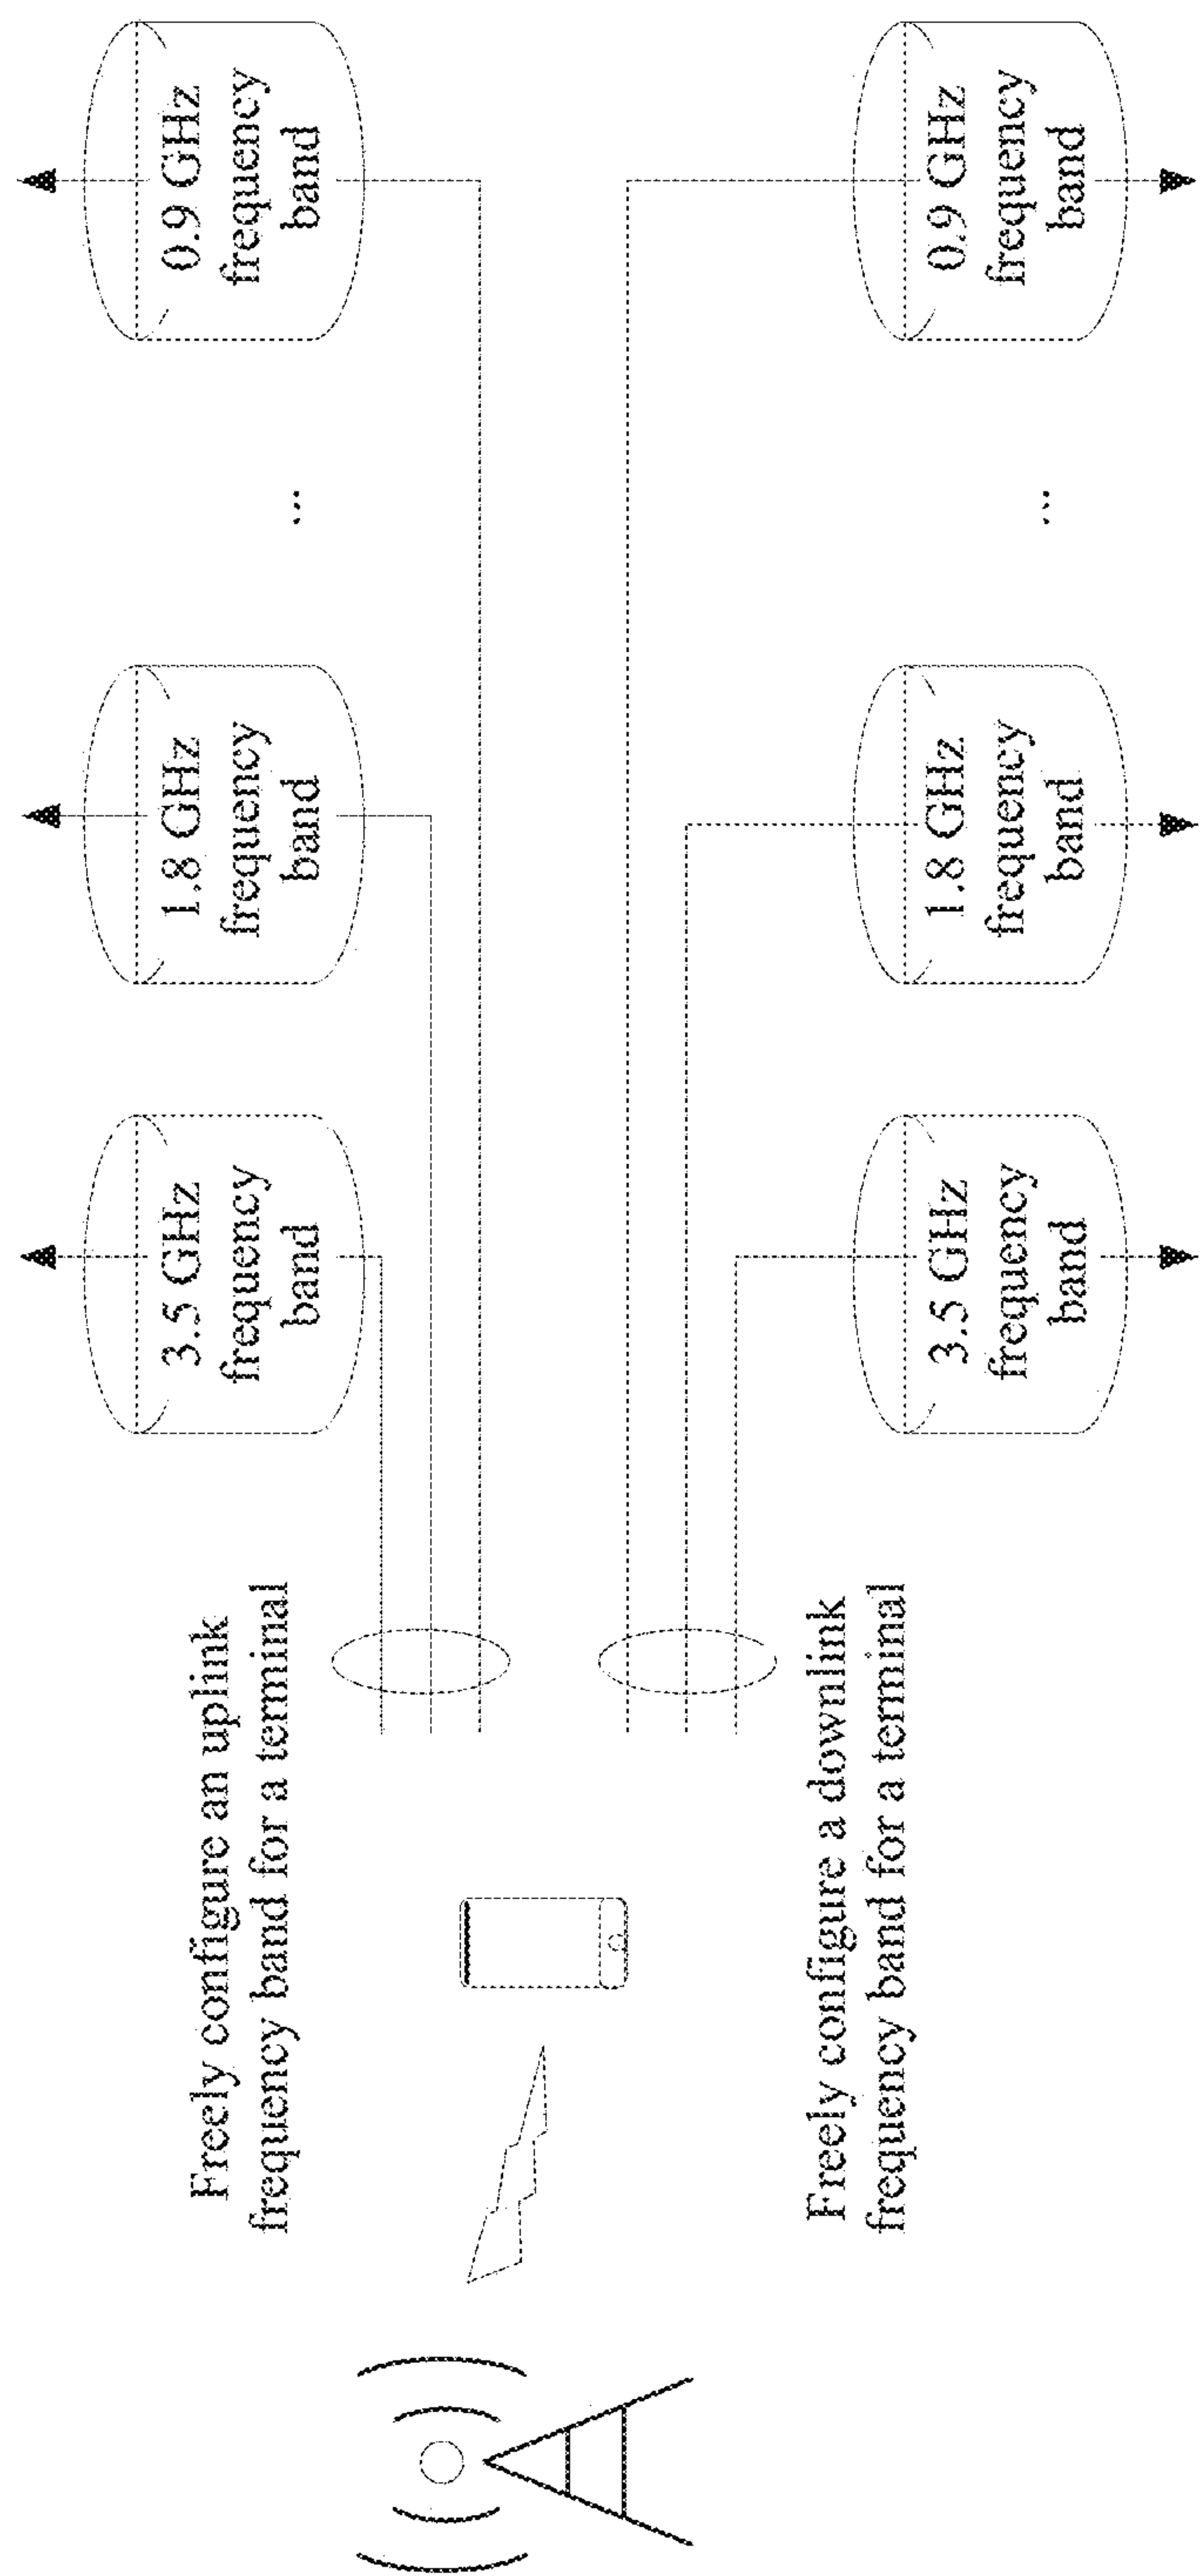 Freely configure an uplink
frequency band for a terminal
3.5 GHz
frequency
band
1.8 GHz
frequency
band
...
0.9 GHz
frequency
band
Freely configure a downlink
frequency band for a terminal
3.5 GHz
frequency
band
1.8 GHz
frequency
band
...
0.9 GHz
frequency
band